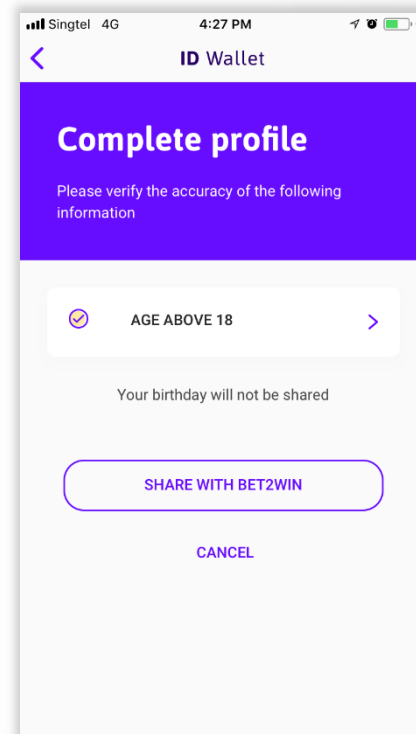 Singtel 4G 4:27 PM
ID Wallet
Complete profile
Please verify the accuracy of the following
information
AGE ABOVE 18
Your birthday will not be shared
SHARE WITH BET2WIN
CANCEL